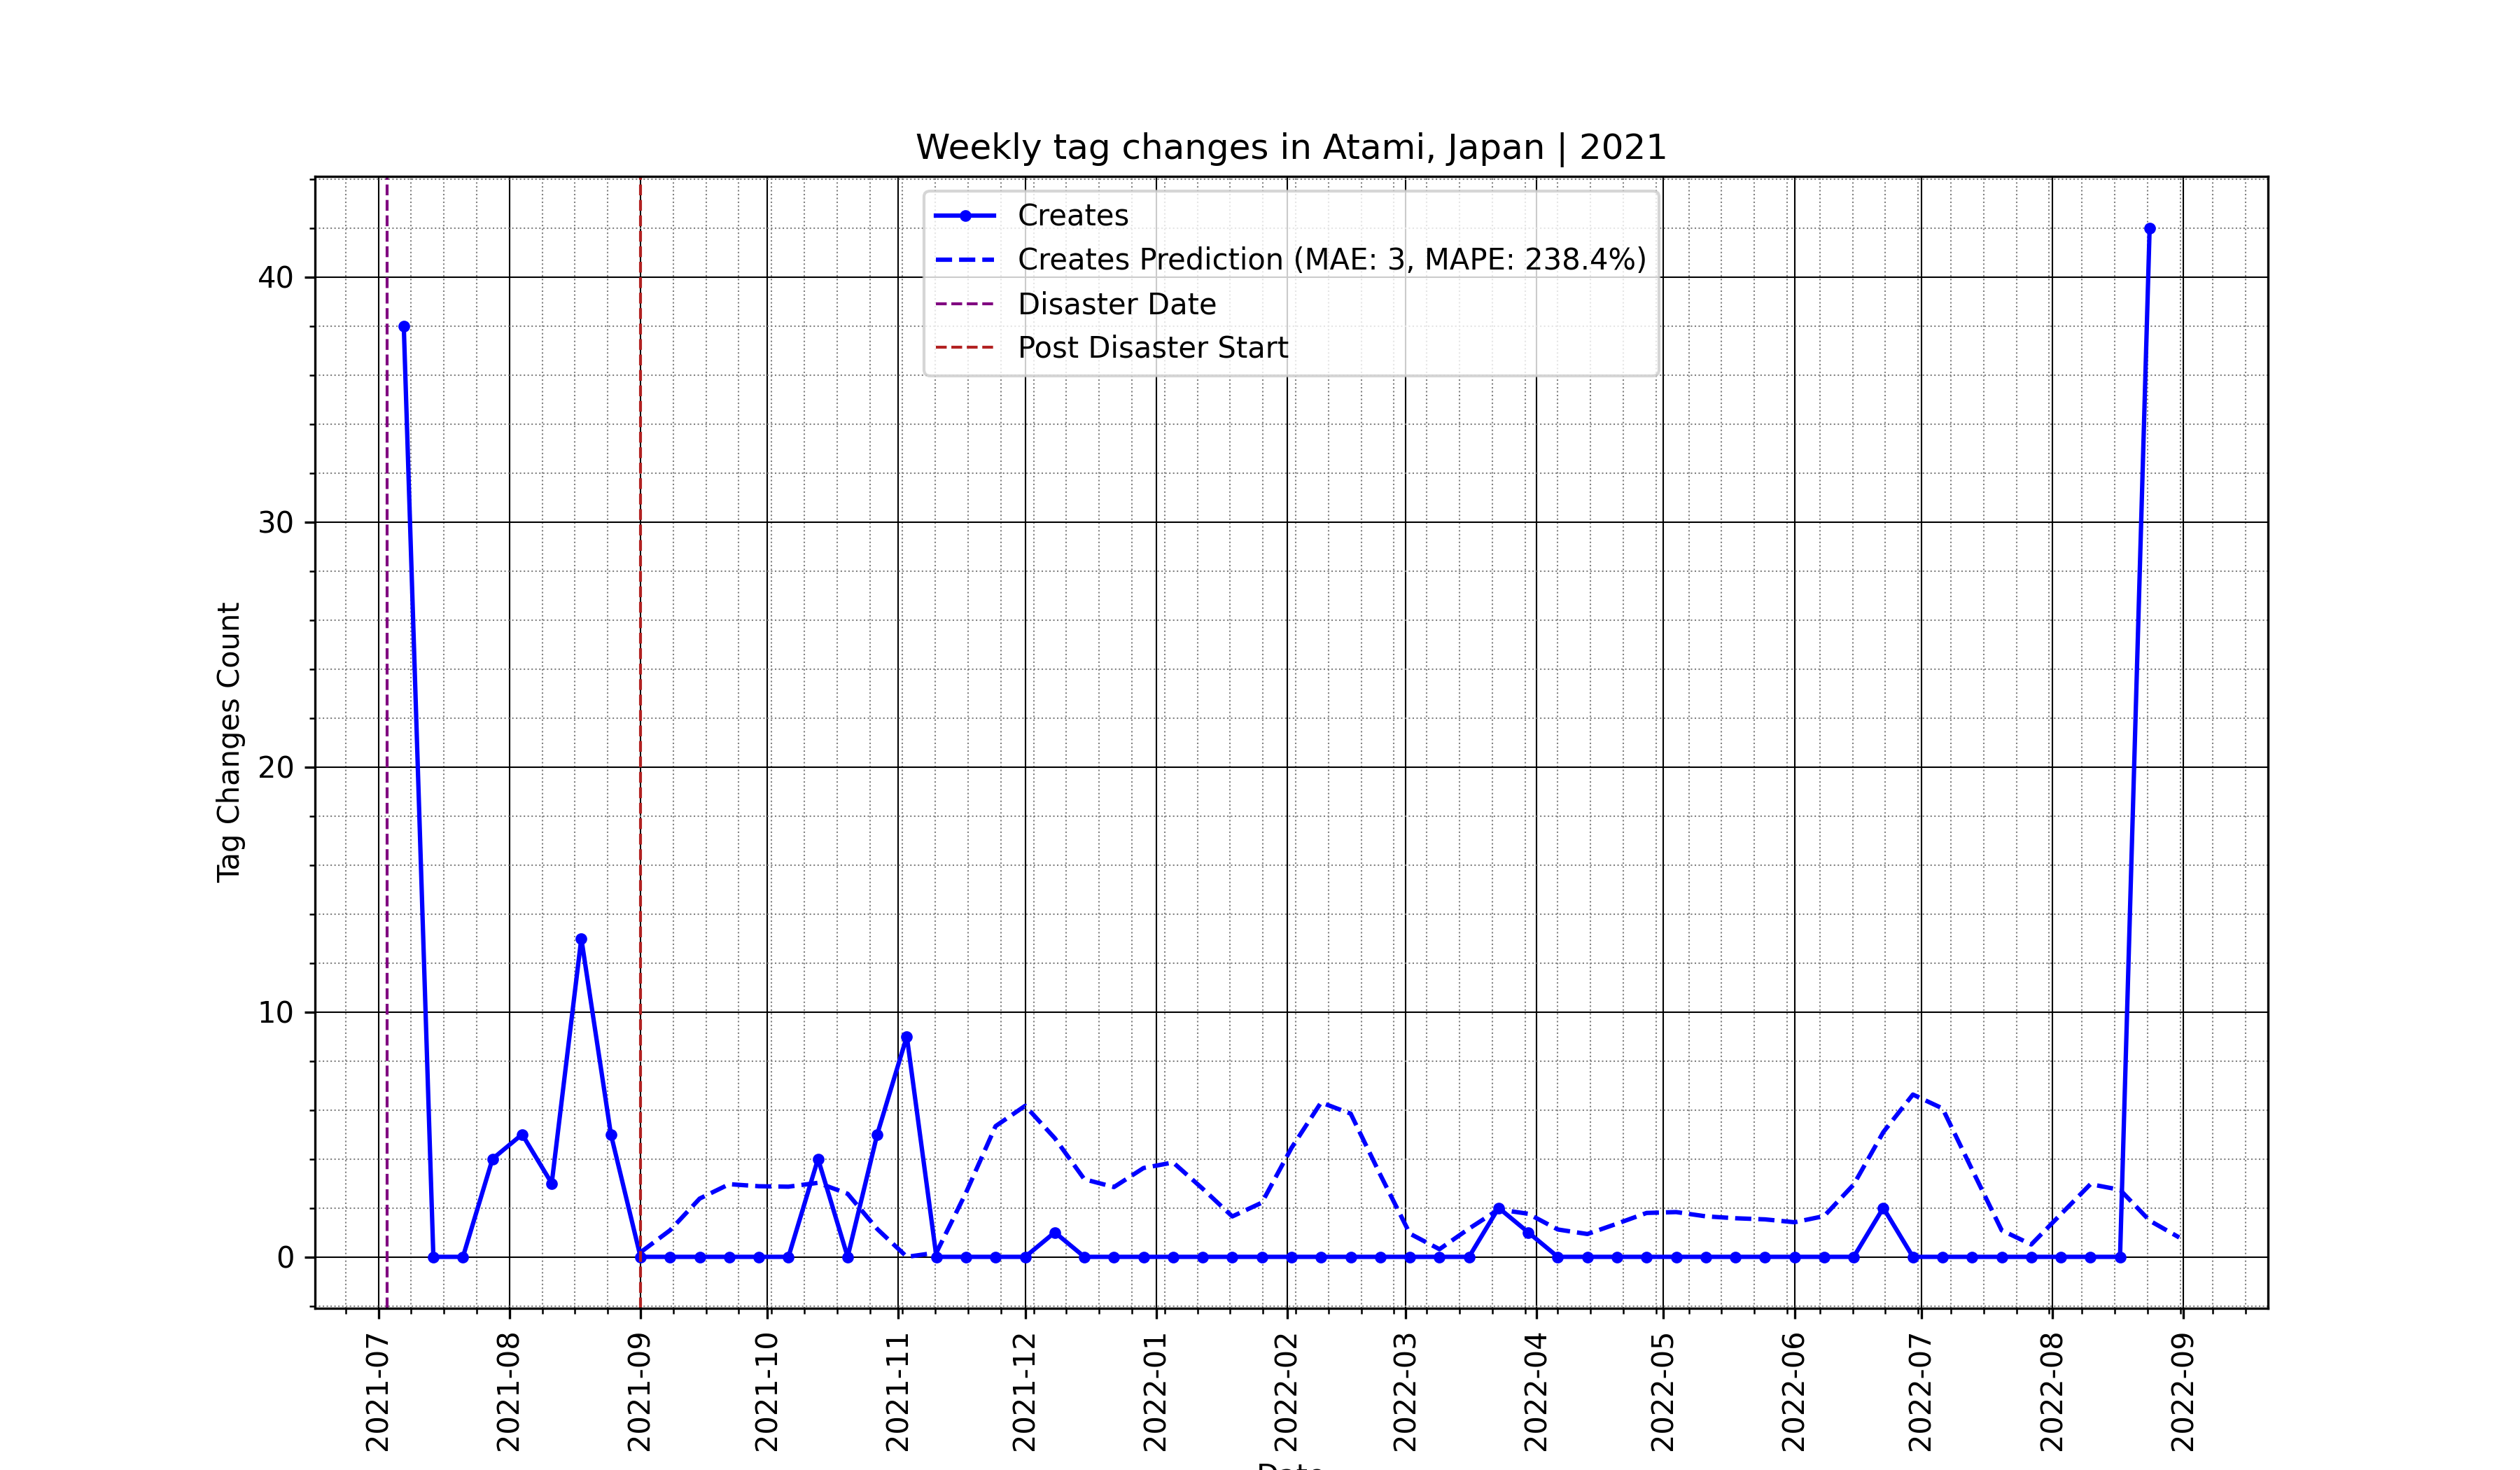 Weekly tag changes in Atami, Japan | 2021
Creates
Creates Prediction (MAE: 3, MAPE: 238.4%)
Disaster Date
Post Disaster Start
Tag Changes Count
40
30
20
10
0
2021-07
2021-08
2021-09
2021-10
2021-11
2021-12
2022-01
2022-02
2022-03
2022-04
2022-05
2022-06
2022-07
2022-08
2022-09
Date